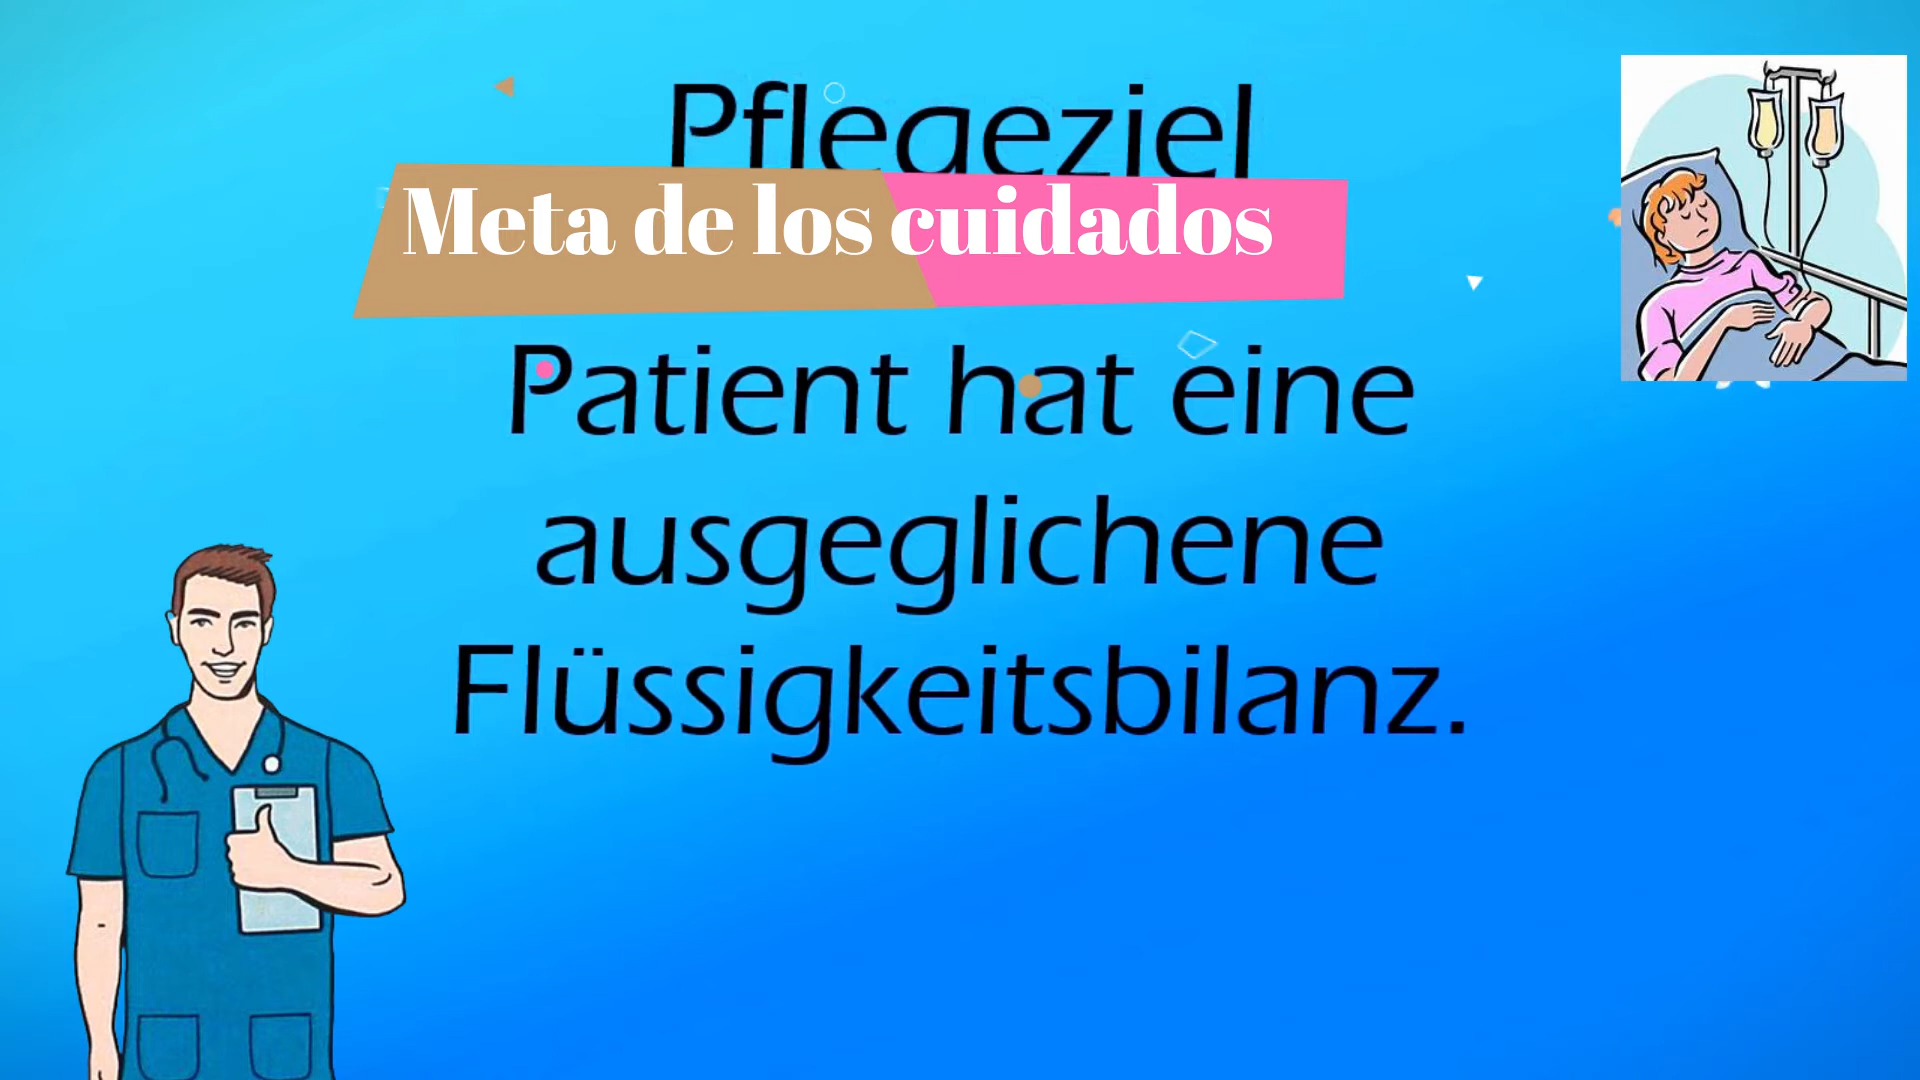 Pflegeziel
Meta de los cuidados
Patient hat eine
ausgeglichene
Flüssigkeitsbilanz.